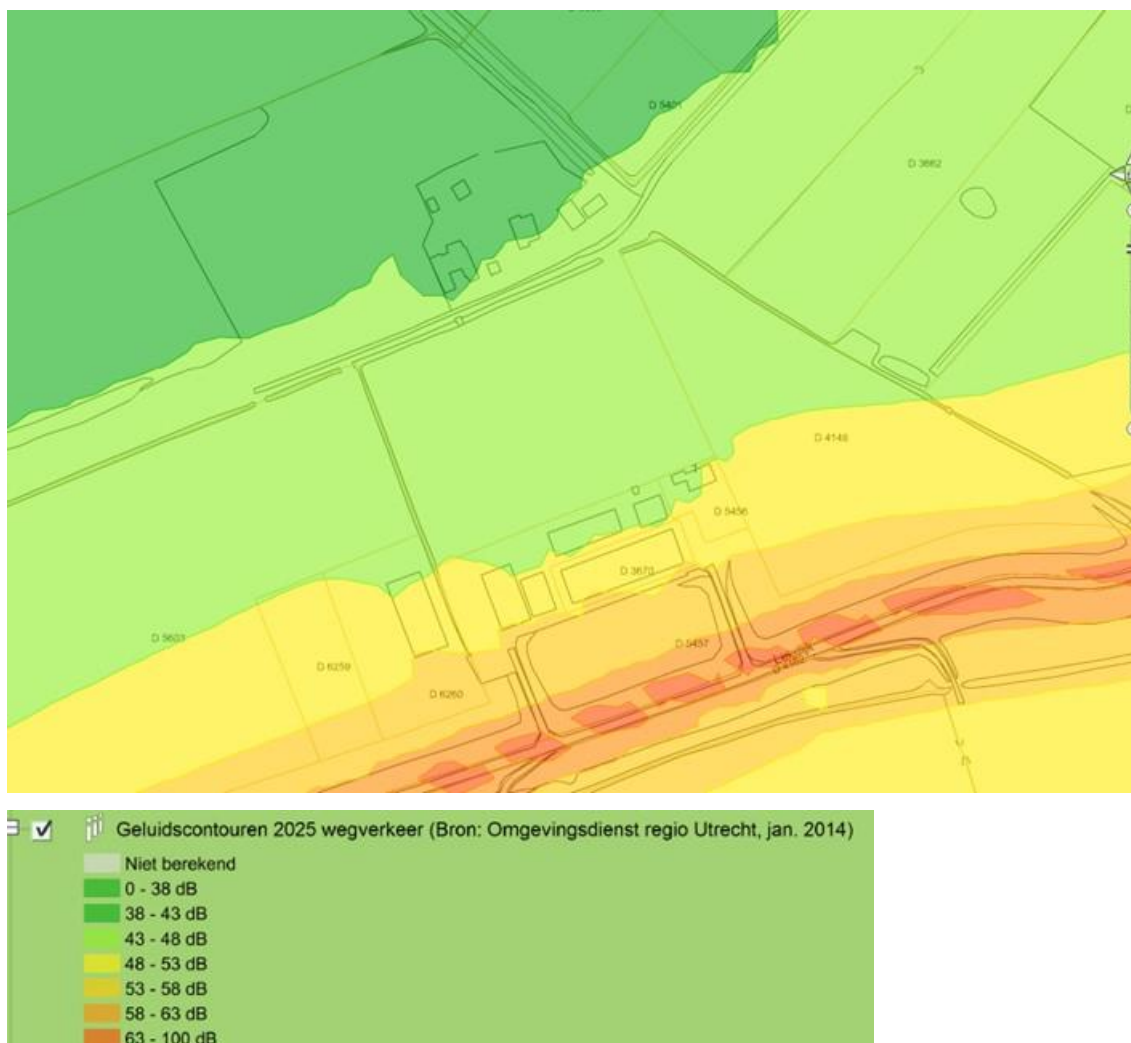 D 5401
D 3862
D 4148
D 5456
D 3670
D 5603
D 5457
D 6259
D 6260
Geluidscontouren 2025 wegverkeer (Bron: Omgevingsdienst regio Utrecht, jan. 2014)
Niet berekend
0 - 38 dB
38 - 43 dB
43 - 48 dB
48 - 53 dB
53 - 58 dB
58 - 63 dB
63 - 100 dB